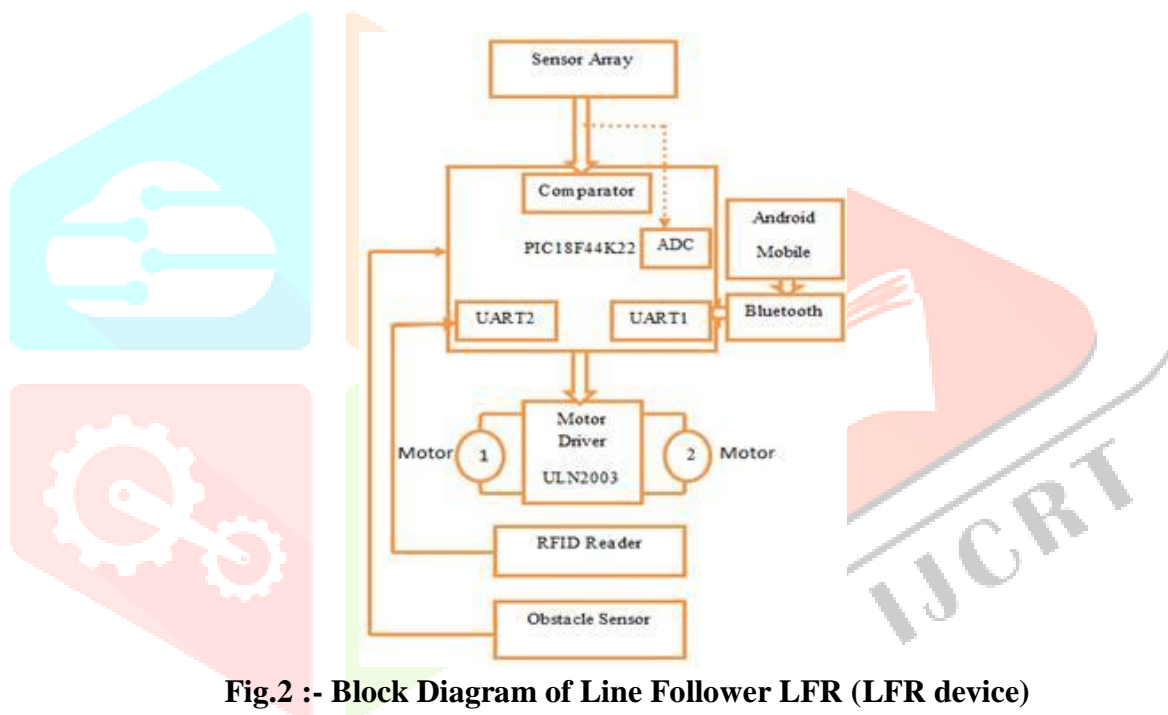 Sensor Array
Comparator
PIC18F44K22
ADC
Android
Mobile
UART2
UART1
Bluetooth
Motor
Driver
ULN2003
Motor
1
2
Motor
RFID Reader
Obstacle Sensor
IJCRT
Fig.2 :- Block Diagram of Line Follower LFR (LFR device)